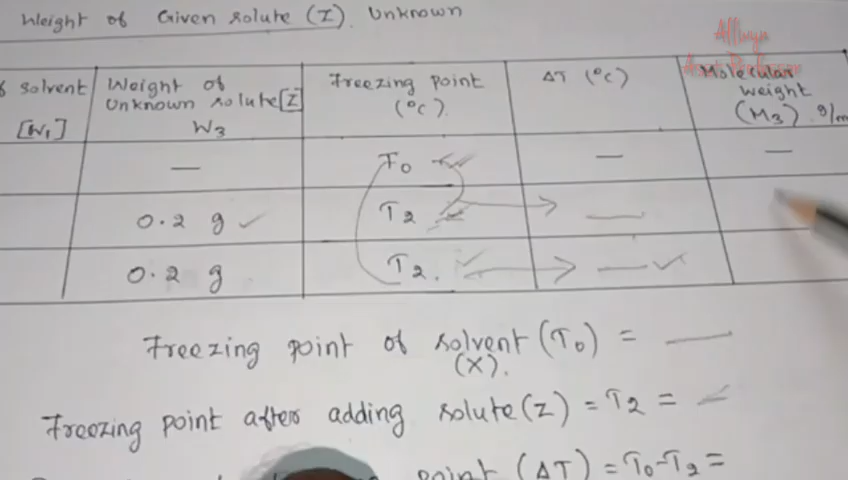 Weight of Given solute (Z). Unknown
Allwyn
solvent Weight of Unknown solute[Z] W3 Freezing point (°C). ΔT (°C) Molecular weight (M3) g/m
[W1]
— T0 — —
0.2 g T2 —
0.2 g T2. —
Freezing point of solvent (T0) = —
(X).
Freezing point after adding solute (Z) = T2 =
point (ΔT) = T0-T2 =